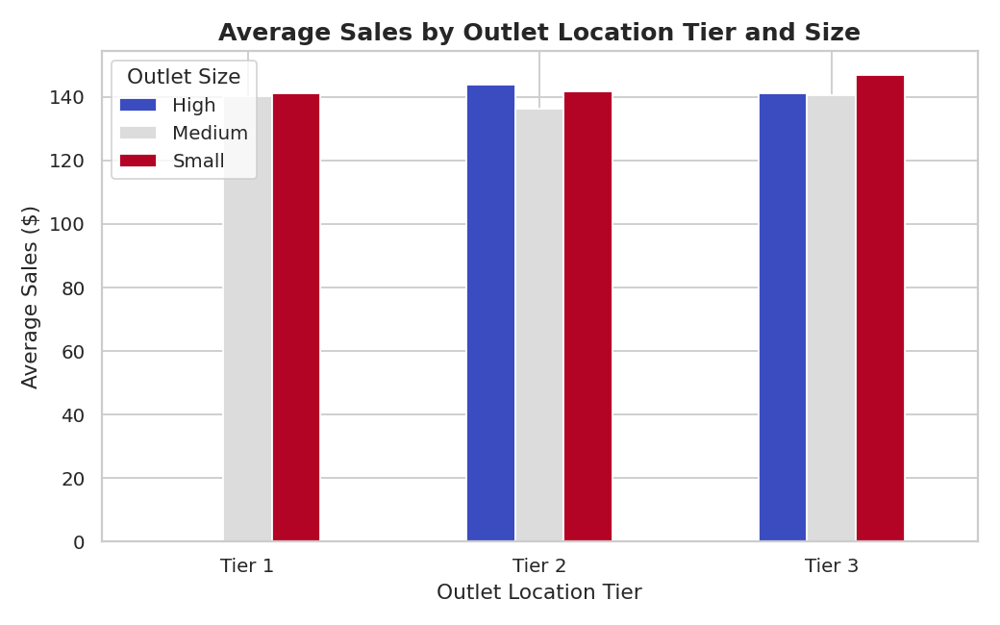 Average Sales by Outlet Location Tier and Size
Outlet Size
High
Medium
Small
Average Sales ($)
140
120
100
80
60
40
20
0
Tier 1
Tier 2
Tier 3
Outlet Location Tier